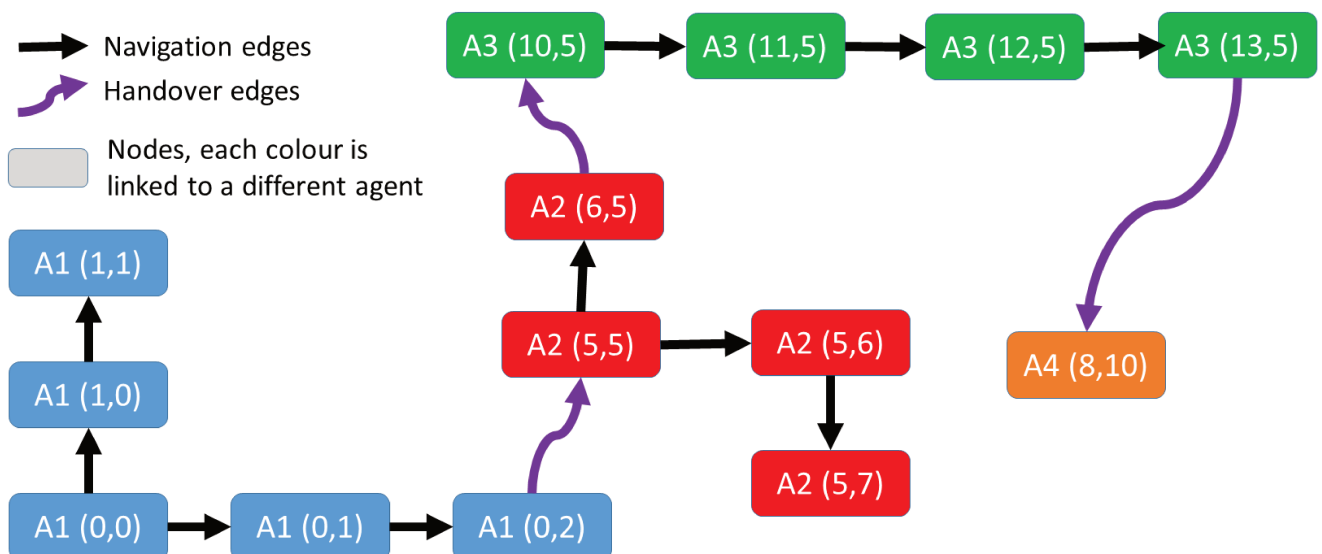 Navigation edges
Handover edges
Nodes, each colour is
linked to a different agent
A3 (10,5)
A3 (11,5)
A3 (12,5)
A3 (13,5)
A2 (6,5)
A1 (1,1)
A2 (5,5)
A2 (5,6)
A4 (8,10)
A1 (1,0)
A2 (5,7)
A1 (0,0)
A1 (0,1)
A1 (0,2)